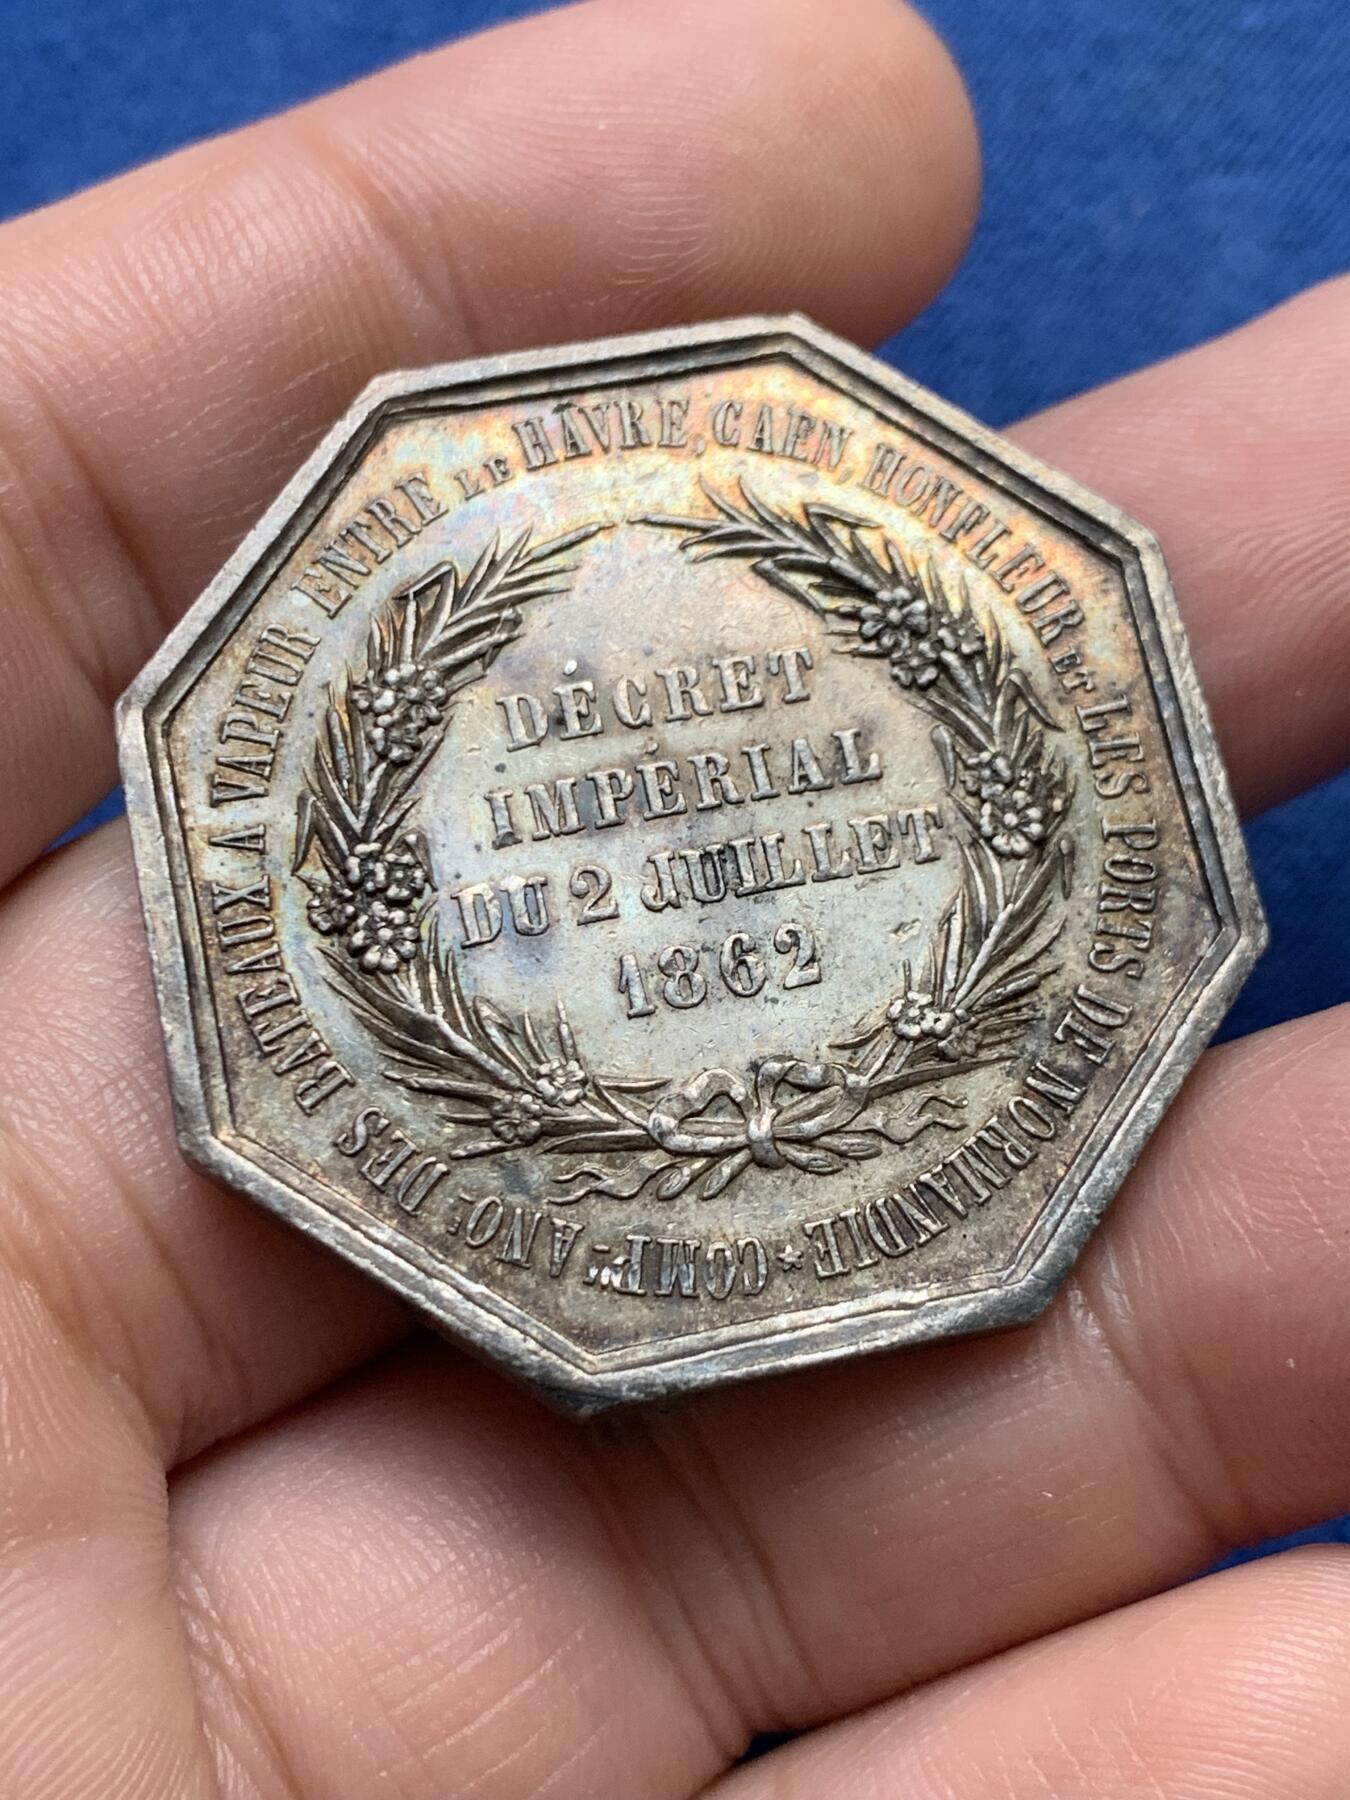 COMP.^IE ANO.^E DES BATEAUX A VAPEUR ENTRE LE HÂVRE, CAEN, HONFLEUR ET LES PORTS DE NORMANDIE *
DÉCRET
IMPÉRIAL
DU 2 JUILLET
1862